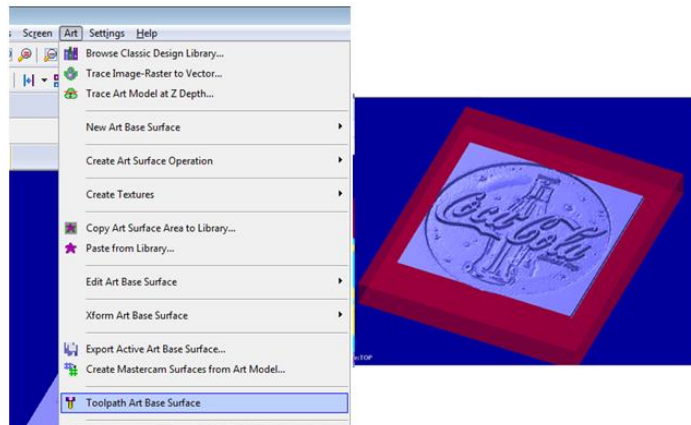 Screen Art Settings Help
Browse Classic Design Library...
Trace Image-Raster to Vector...
Trace Art Model at Z Depth...
New Art Base Surface
Create Art Surface Operation
Create Textures
Copy Art Surface Area to Library...
Paste from Library...
Edit Art Base Surface
Xform Art Base Surface
Export Active Art Base Surface...
Create Mastercam Surfaces from Art Model...
Toolpath Art Base Surface
Coca-Cola
TOP